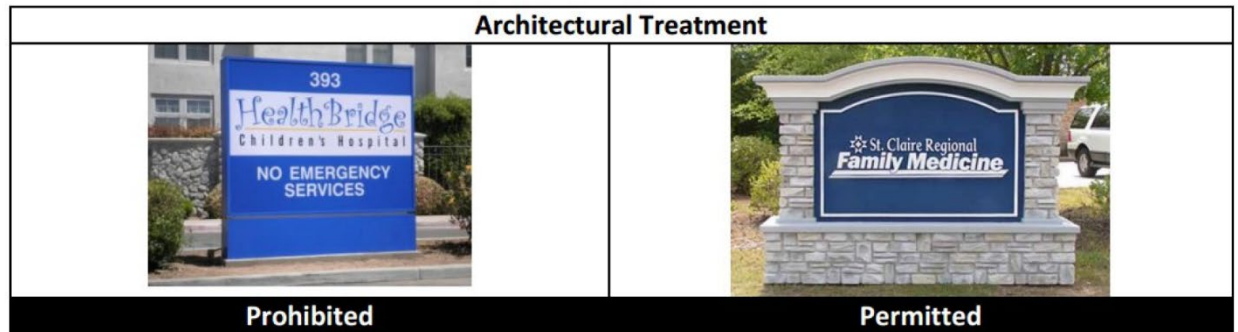 Architectural Treatment
393
HealthBridge
Children's Hospital
NO EMERGENCY
SERVICES
St. Claire Regional
Family Medicine
Prohibited
Permitted